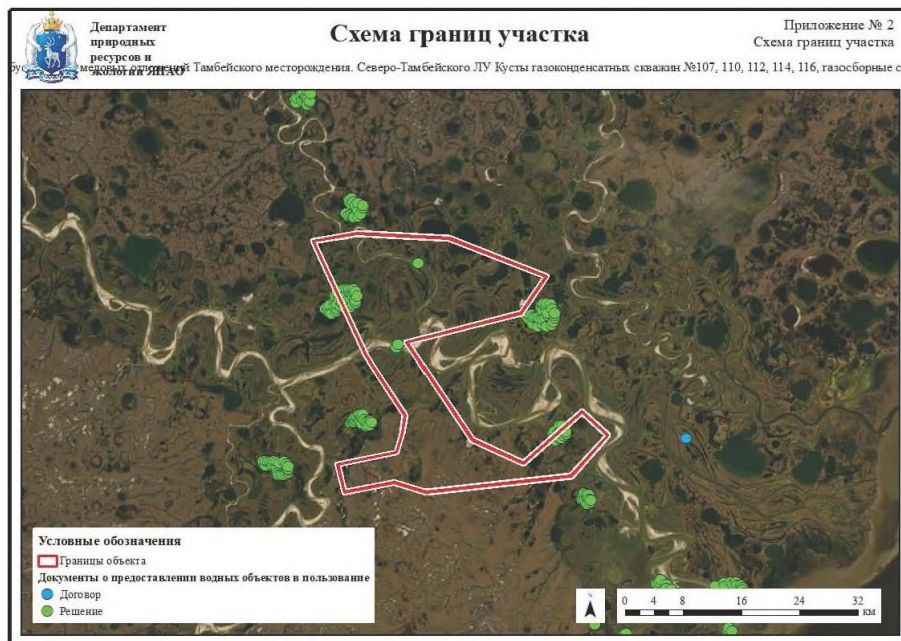 Департамент
природных
ресурсов и
экологии ЯНАО
Схема границ участка
Приложение № 2
Схема границ участка
Тамбейского месторождения. Северо-Тамбейского ЛУ Кусты газоконденсатных скважин №107, 110, 112, 114, 116, газосборные с
Условные обозначения
Границы объекта
Документы о предоставлении водных объектов в пользование
Договор
Решение
N
0 4 8 16 24 32
км